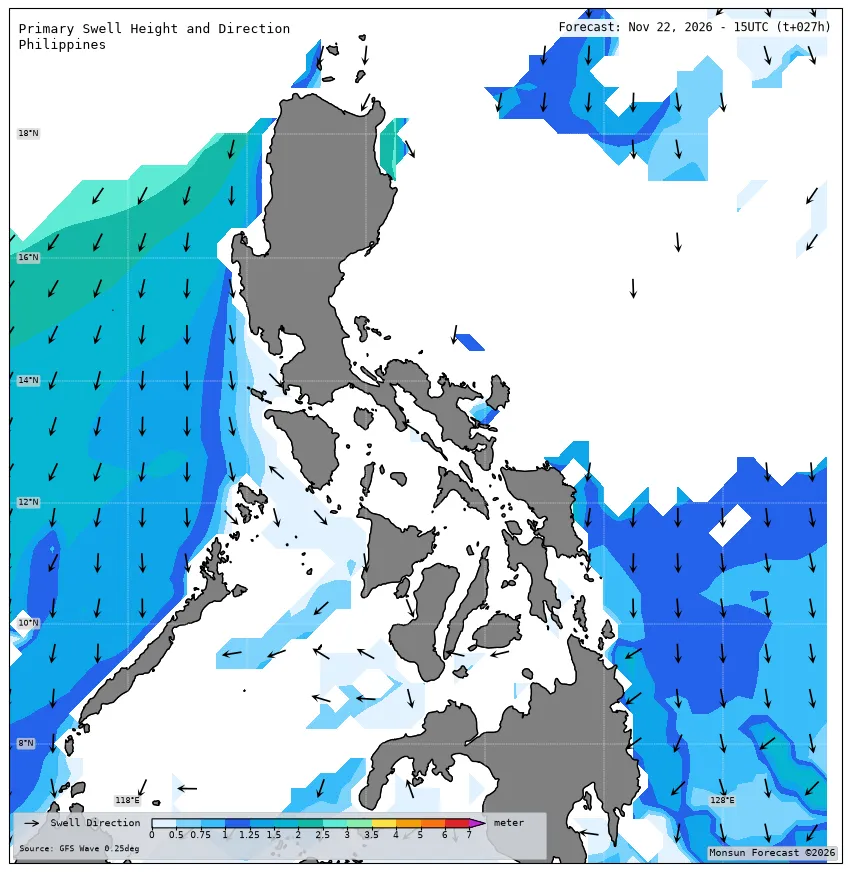 Primary Swell Height and Direction
Philippines
Forecast: Nov 22, 2026 - 15UTC (t+027h)
18°N
16°N
14°N
12°N
10°N
8°N
118°E
128°E
Swell Direction
0 0.5 0.75 1 1.25 1.5 2 2.5 3 3.5 4 5 6 7
meter
Source: GFS Wave 0.25deg
Monsun Forecast ©2026